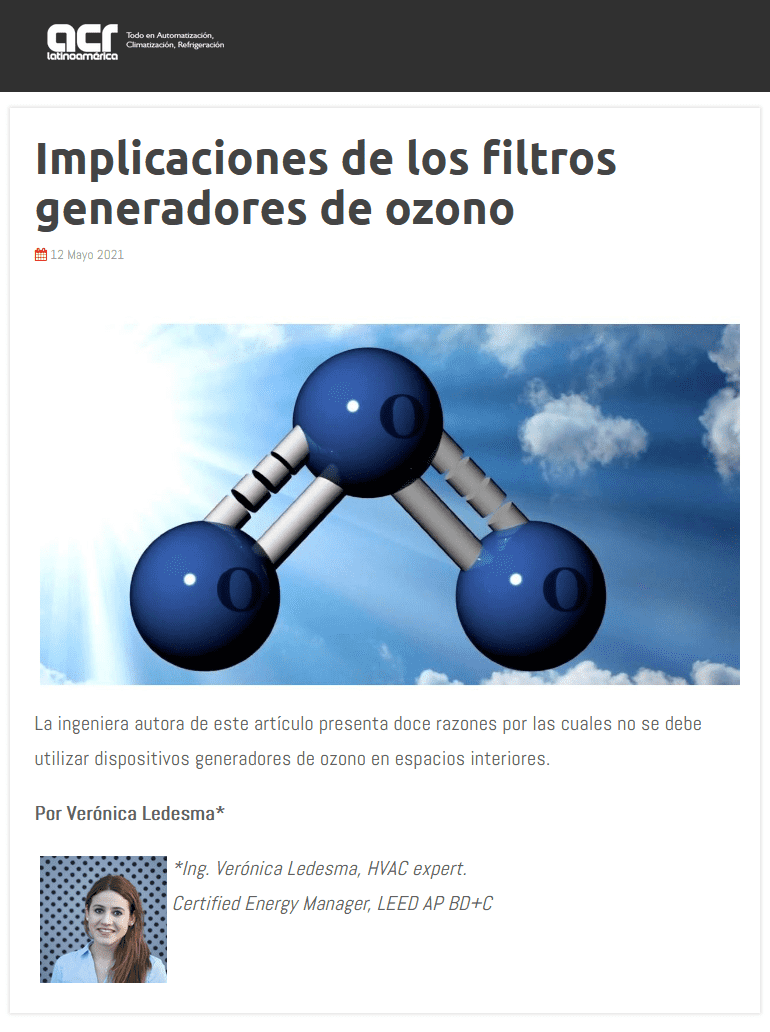 acr
latinoamérica
Todo en Automatización,
Climatización, Refrigeración
Implicaciones de los filtros
generadores de ozono
12 Mayo 2021
O
O
O
La ingeniera autora de este artículo presenta doce razones por las cuales no se debe
utilizar dispositivos generadores de ozono en espacios interiores.
Por Verónica Ledesma*
*Ing. Verónica Ledesma, HVAC expert.
Certified Energy Manager, LEED AP BD+C